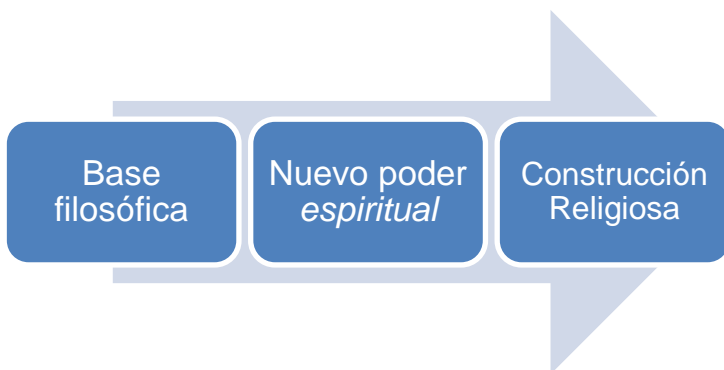 Base
filosófica
Nuevo poder
espiritual
Construcción
Religiosa